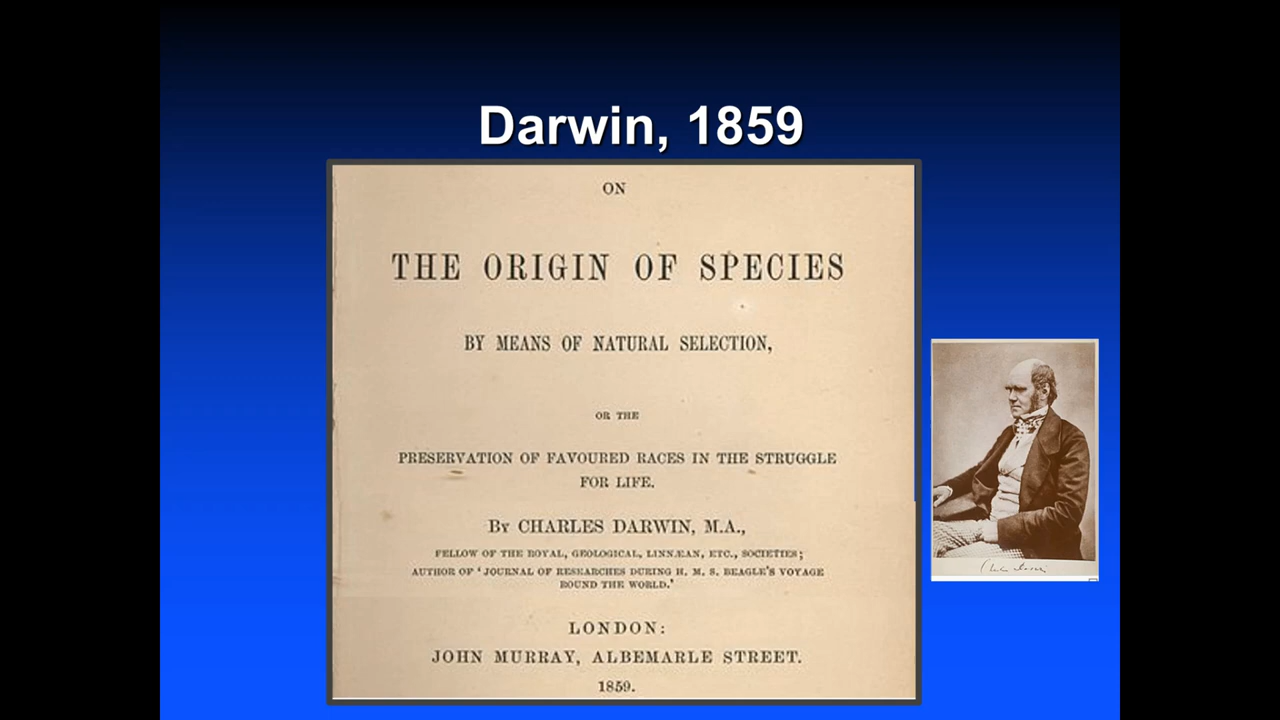 Darwin, 1859
ON
THE ORIGIN OF SPECIES
BY MEANS OF NATURAL SELECTION,
OR THE
PRESERVATION OF FAVOURED RACES IN THE STRUGGLE
FOR LIFE.
By CHARLES DARWIN, M.A.,
FELLOW OF THE ROYAL, GEOLOGICAL, LINNÆAN, ETC., SOCIETIES;
AUTHOR OF 'JOURNAL OF RESEARCHES DURING H. M. S. BEAGLE'S VOYAGE
ROUND THE WORLD.'
LONDON:
JOHN MURRAY, ALBEMARLE STREET.
1859.